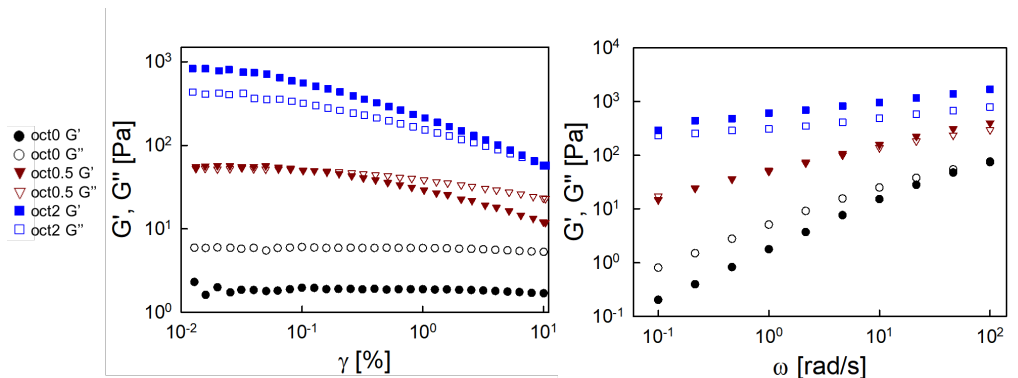 oct0 G'
oct0 G"
oct0.5 G'
oct0.5 G"
oct2 G'
oct2 G"
G', G" [Pa]
10³
10²
10¹
10⁰
10⁻²
10⁻¹
10⁰
10¹
γ [%]
G', G" [Pa]
10⁴
10³
10²
10¹
10⁰
10⁻¹
10⁻¹
10⁰
10¹
10²
ω [rad/s]